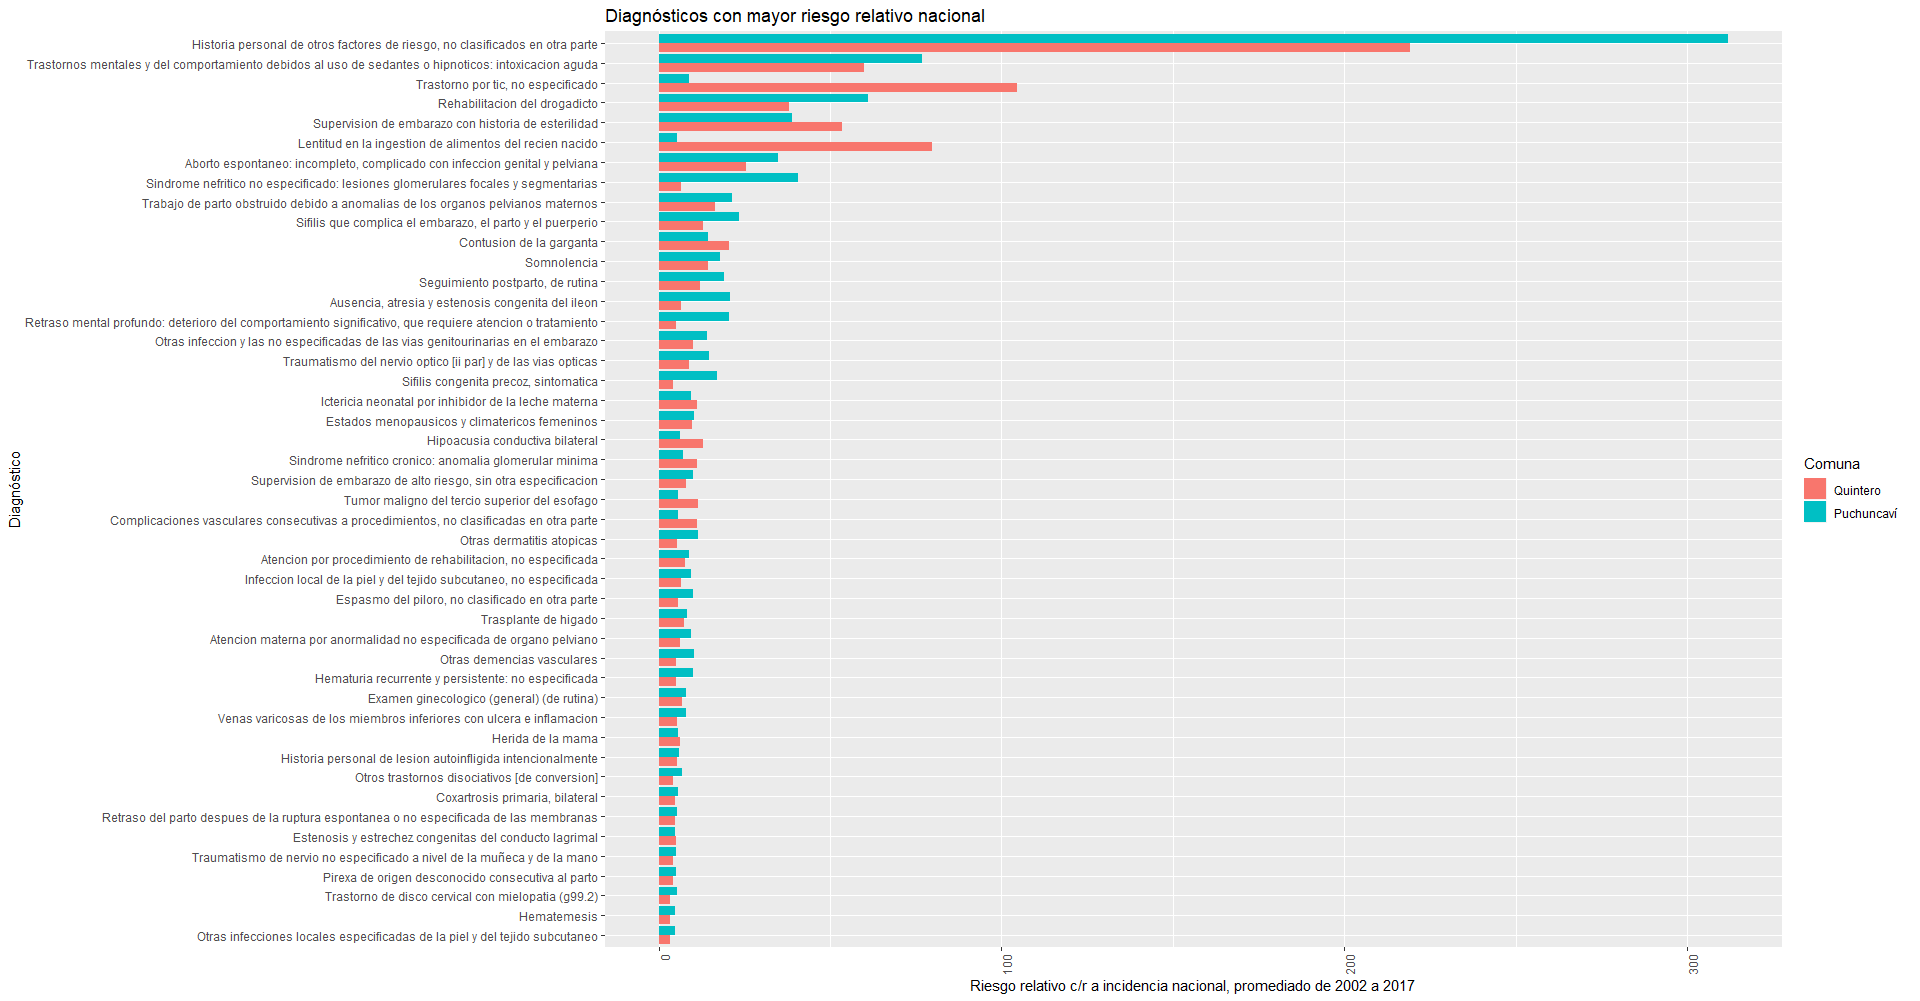 Diagnósticos con mayor riesgo relativo nacional
Historia personal de otros factores de riesgo, no clasificados en otra parte
Trastornos mentales y del comportamiento debidos al uso de sedantes o hipnoticos: intoxicacion aguda
Trastorno por tic, no especificado
Rehabilitacion del drogadicto
Supervision de embarazo con historia de esterilidad
Lentitud en la ingestion de alimentos del recien nacido
Aborto espontaneo: incompleto, complicado con infeccion genital y pelviana
Sindrome nefritico no especificado: lesiones glomerulares focales y segmentarias
Trabajo de parto obstruido debido a anomalias de los organos pelvianos maternos
Sifilis que complica el embarazo, el parto y el puerperio
Contusion de la garganta
Somnolencia
Seguimiento postparto, de rutina
Ausencia, atresia y estenosis congenita del ileon
Retraso mental profundo: deterioro del comportamiento significativo, que requiere atencion o tratamiento
Otras infeccion y las no especificadas de las vias genitourinarias en el embarazo
Traumatismo del nervio optico [ii par] y de las vias opticas
Sifilis congenita precoz, sintomatica
Ictericia neonatal por inhibidor de la leche materna
Estados menopausicos y climatericos femeninos
Hipoacusia conductiva bilateral
Sindrome nefritico cronico: anomalia glomerular minima
Supervision de embarazo de alto riesgo, sin otra especificacion
Tumor maligno del tercio superior del esofago
Complicaciones vasculares consecutivas a procedimientos, no clasificadas en otra parte
Otras dermatitis atopicas
Atencion por procedimiento de rehabilitacion, no especificada
Infeccion local de la piel y del tejido subcutaneo, no especificada
Espasmo del piloro, no clasificado en otra parte
Trasplante de higado
Atencion materna por anormalidad no especificada de organo pelviano
Otras demencias vasculares
Hematuria recurrente y persistente: no especificada
Examen ginecologico (general) (de rutina)
Venas varicosas de los miembros inferiores con ulcera e inflamacion
Herida de la mama
Historia personal de lesion autoinfligida intencionalmente
Otros trastornos disociativos [de conversion]
Coxartrosis primaria, bilateral
Retraso del parto despues de la ruptura espontanea o no especificada de las membranas
Estenosis y estrechez congenitas del conducto lagrimal
Traumatismo de nervio no especificado a nivel de la muñeca y de la mano
Pirexa de origen desconocido consecutiva al parto
Trastorno de disco cervical con mielopatia (g99.2)
Hematemesis
Otras infecciones locales especificadas de la piel y del tejido subcutaneo
Diagnóstico
0
100
200
300
Riesgo relativo c/r a incidencia nacional, promediado de 2002 a 2017
Comuna
Quintero
Puchuncaví